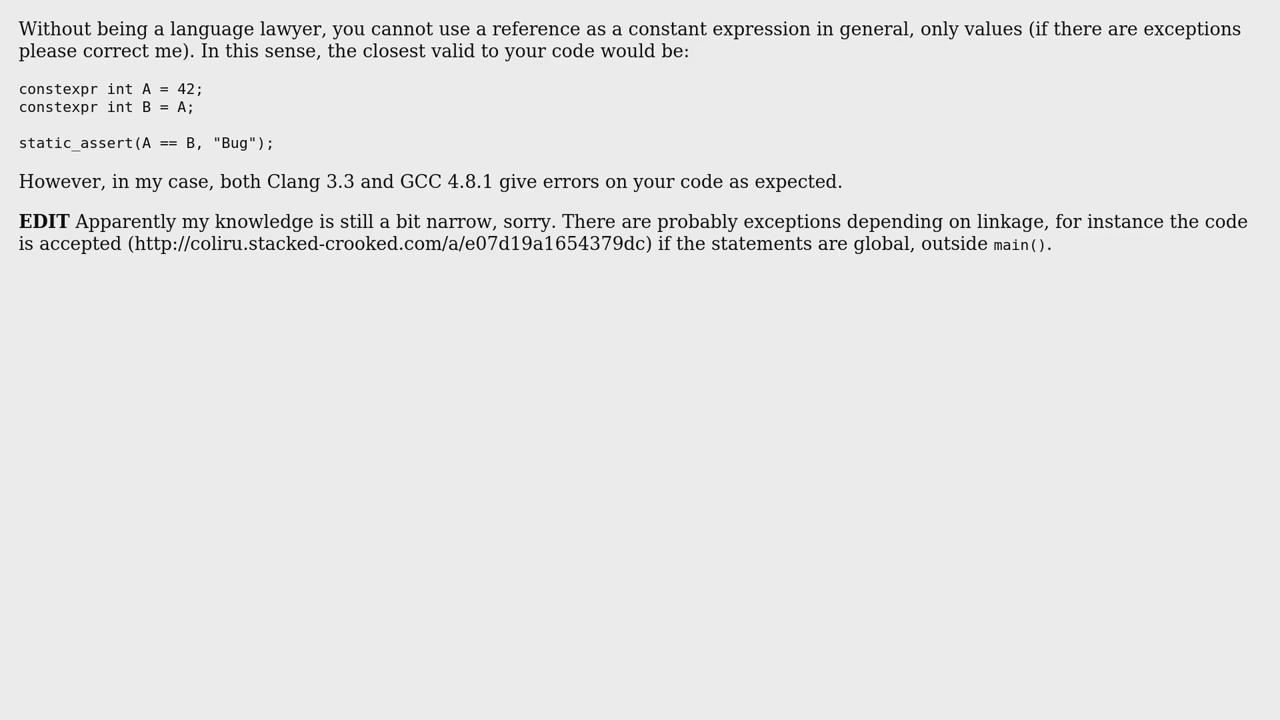 Without being a language lawyer, you cannot use a reference as a constant expression in general, only values (if there are exceptions
please correct me). In this sense, the closest valid to your code would be:
constexpr int A = 42;
constexpr int B = A;
static_assert(A == B, "Bug");
However, in my case, both Clang 3.3 and GCC 4.8.1 give errors on your code as expected.
EDIT Apparently my knowledge is still a bit narrow, sorry. There are probably exceptions depending on linkage, for instance the code
is accepted (http://coliru.stacked-crooked.com/a/e07d19a1654379dc) if the statements are global, outside main().